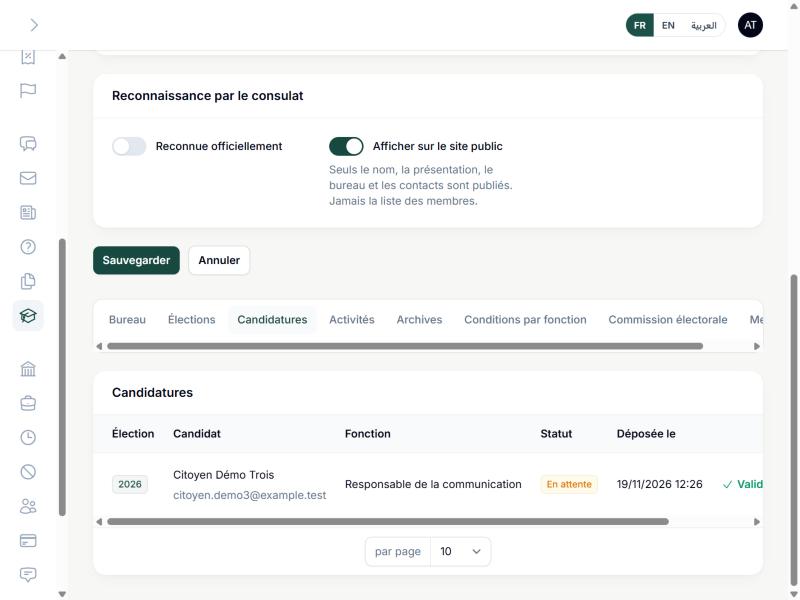 FR EN العربية AT
Reconnaissance par le consulat
Reconnue officiellement
Afficher sur le site public
Seuls le nom, la présentation, le
bureau et les contacts sont publiés.
Jamais la liste des membres.
Sauvegarder Annuler
Bureau Élections Candidatures Activités Archives Conditions par fonction Commission électorale Me
Candidatures
Élection Candidat Fonction Statut Déposée le
2026 Citoyen Démo Trois Responsable de la communication En attente 19/11/2026 12:26 Valid
citoyen.demo3@example.test
par page 10